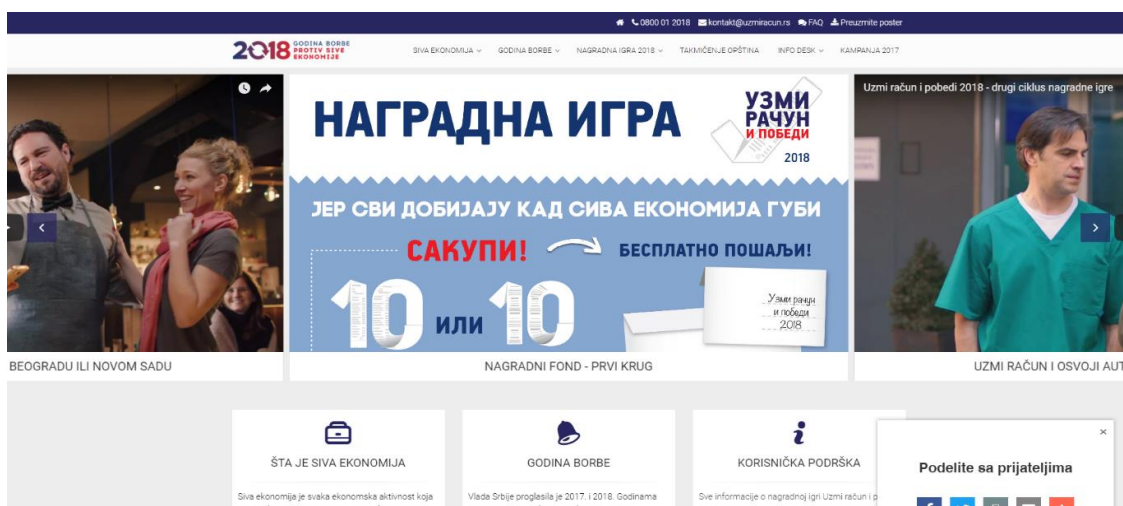 0800 01 2018 kontakt@uzmiracun.rs FAQ Preuzmite poster
2018 GODINA BORBE
PROTIV SIVE
EKONOMIJE
SIVA EKONOMIJA GODINA BORBE NAGRADNA IGRA 2018 TAKMIČENJE OPŠTINA INFO DESK KAMPANJA 2017
НАГРАДНА ИГРА
УЗМИ
РАЧУН
И ПОБЕДИ
2018
ЈЕР СВИ ДОБИЈАЈУ КАД СИВА ЕКОНОМИЈА ГУБИ
САКУПИ!
БЕСПЛАТНО ПОШАЉИ!
10 ИЛИ 10
Узми рачун
и победи
2018
Uzmi račun i pobedi 2018 - drugi ciklus nagradne igre
BEOGRADU ILI NOVOM SADU
NAGRADNI FOND - PRVI KRUG
UZMI RAČUN I OSVOJI AUT
ŠTA JE SIVA EKONOMIJA
Siva ekonomija je svaka ekonomska aktivnost koja
GODINA BORBE
Vlada Srbije proglasila je 2017. i 2018. Godinama
KORISNIČKA PODRŠKA
Sve informacije o nagradnoj igri Uzmi račun i p
Podelite sa prijateljima